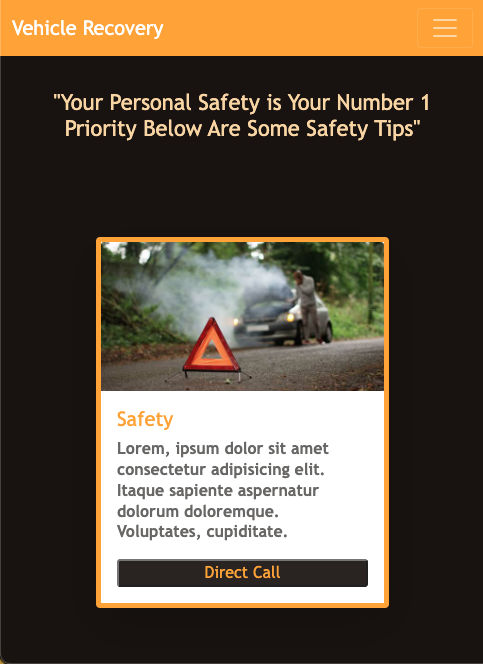 Vehicle Recovery
"Your Personal Safety is Your Number 1
Priority Below Are Some Safety Tips"
Safety
Lorem, ipsum dolor sit amet
consectetur adipisicing elit.
Itaque sapiente aspernatur
dolorum doloremque.
Voluptates, cupiditate.
Direct Call